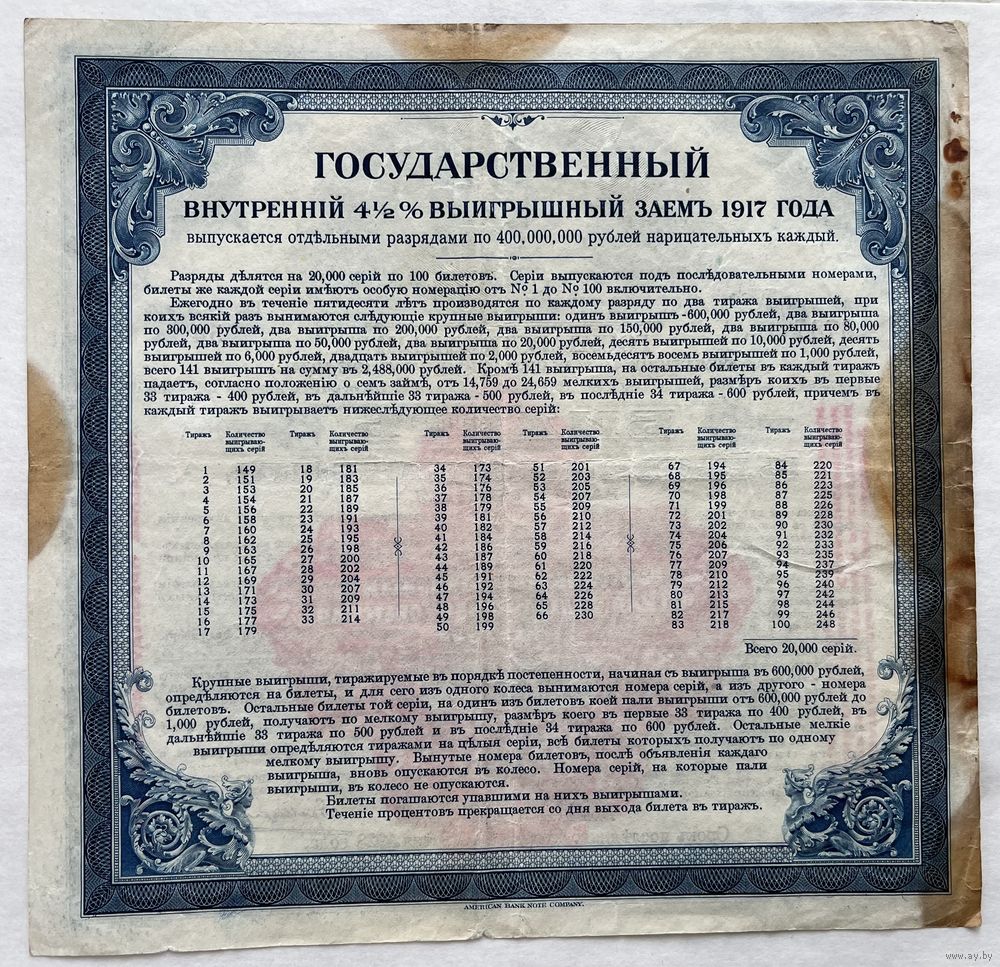 ГОСУДАРСТВЕННЫЙ
ВНУТРЕННІЙ 4½% ВЫИГРЫШНЫЙ ЗАЕМЪ 1917 ГОДА
выпускается отдѣльными разрядами по 400,000,000 рублей нарицательныхъ каждый.
Разряды дѣлятся на 20,000 серій по 100 билетовъ. Серіи выпускаются подъ послѣдовательными номерами,
билеты же каждой серіи имѣютъ особую номерацію отъ № 1 до № 100 включительно.
Ежегодно въ теченіе пятидесяти лѣтъ производятся по каждому разряду по два тиража выигрышей, при
коихъ всякій разъ вынимаются слѣдующіе крупные выигрыши: одинъ выигрышъ -600,000 рублей, два выигрыша
по 300,000 рублей, два выигрыша по 200,000 рублей, два выигрыша по 150,000 рублей, два выигрыша по 80,000
рублей, два выигрыша по 50,000 рублей, два выигрыша по 20,000 рублей, десять выигрышей по 10,000 рублей, десять
выигрышей по 6,000 рублей, двадцать выигрышей по 2,000 рублей, восемьдесятъ восемь выигрышей по 1,000 рублей,
всего 141 выигрышъ на сумму въ 2,488,000 рублей. Кромѣ 141 выигрыша, на остальные билеты въ каждый тиражъ
падаетъ, согласно положенію о семъ займѣ, отъ 14,759 до 24,659 мелкихъ выигрышей, размѣръ коихъ въ первые
33 тиража - 400 рублей, въ дальнѣйшіе 33 тиража - 500 рублей, въ послѣдніе 34 тиража - 600 рублей, причемъ въ
каждый тиражъ выигрываетъ нижеслѣдующее количество серій:
Тиражъ Количество выигрываю- щихъ серій Тиражъ Количество выигрываю- щихъ серій Тиражъ Количество выигрываю- щихъ серій Тиражъ Количество выигрываю- щихъ серій Тиражъ Количество выигрываю- щихъ серій Тиражъ Количество выигрываю- щихъ серій
1 149 18 181 34 173 51 201 67 194 84 220
2 151 19 183 35 174 52 203 68 195 85 221
3 153 20 185 36 176 53 205 69 196 86 223
4 154 21 187 37 178 54 207 70 198 87 225
5 156 22 189 38 179 55 209 71 199 88 226
6 158 23 191 39 181 56 210 72 201 89 228
7 160 24 193 40 182 57 212 73 202 90 230
8 162 25 195 41 184 58 214 74 204 91 232
9 163 26 198 42 186 59 216 75 206 92 233
10 165 27 200 43 187 60 218 76 207 93 235
11 167 28 202 44 189 61 220 77 209 94 237
12 169 29 204 45 191 62 222 78 210 95 239
13 171 30 207 46 192 63 224 79 212 96 240
14 173 31 209 47 194 64 226 80 213 97 242
15 175 32 211 48 196 65 228 81 215 98 244
16 177 33 214 49 198 66 230 82 217 99 246
17 179 50 199 83 218 100 248
Всего 20,000 серій.
Крупные выигрыши, тиражируемые въ порядкѣ постепенности, начиная съ выигрыша въ 600,000 рублей,
опредѣляются на билеты, и для сего изъ одного колеса вынимаются номера серій, а изъ другого - номера
билетовъ. Остальные билеты той серіи, на одинъ изъ билетовъ коей пали выигрыши отъ 600,000 рублей до
1,000 рублей, получаютъ по мелкому выигрышу, размѣръ коего въ первые 33 тиража по 400 рублей, въ
дальнѣйшіе 33 тиража по 500 рублей и въ послѣдніе 34 тиража по 600 рублей. Остальные мелкіе
выигрыши опредѣляются тиражами на цѣлыя серіи, всѣ билеты которыхъ получаютъ по одному
мелкому выигрышу. Вынутые номера билетовъ, послѣ объявленія каждаго
выигрыша, вновь опускаются въ колесо. Номера серій, на которые пали
выигрыши, въ колесо не опускаются.
Билеты погашаются упавшими на нихъ выигрышами.
Теченіе процентовъ прекращается со дня выхода билета въ тиражъ.
AMERICAN BANK NOTE COMPANY.
www.ay.by